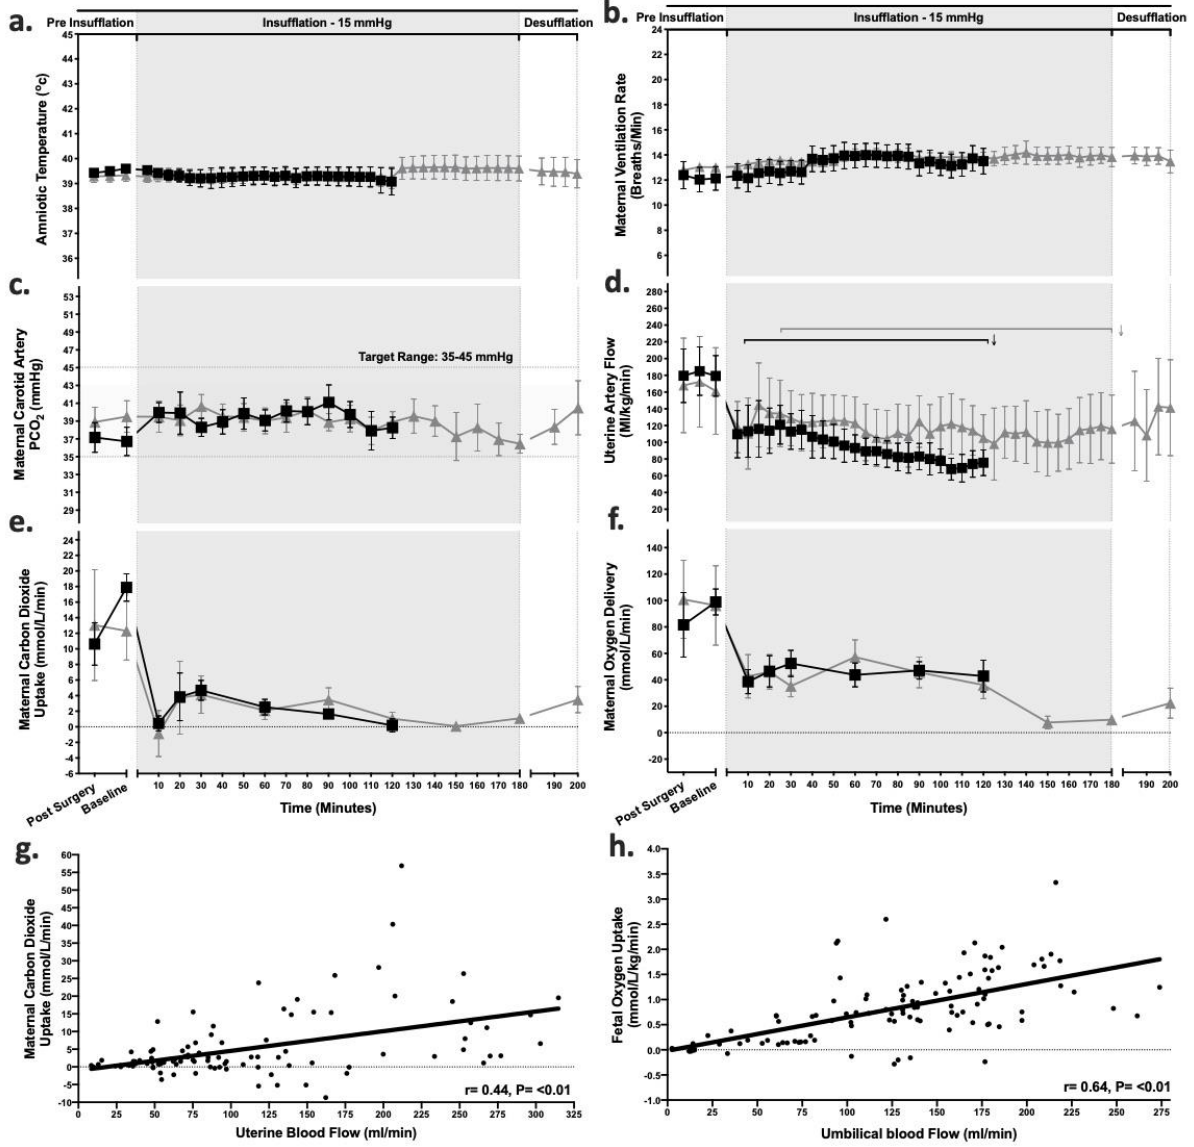 a.
Pre Insufflation
Insufflation - 15 mmHg
Desufflation
Amniotic Temperature (°c)
45
44
43
42
41
40
39
39
37
36
b.
Pre Insufflation
Insufflation - 15 mmHg
Desufflation
Maternal Ventilation Rate
(Breaths/Min)
24
22
20
18
16
14
12
10
8
6
c.
Maternal Carotid Artery
PCO2 (mmHg)
53
51
49
47
45
43
41
39
37
35
33
31
29
Target Range: 35-45 mmHg
d.
Uterine Artery Flow
(Ml/kg/min)
280
260
240
220
200
180
160
140
120
100
80
60
40
20
↓
↓
e.
Maternal Carbon Dioxide
Uptake (mmol/L/min)
24
22
20
18
16
14
12
10
8
6
4
2
0
-2
-4
-6
Post Surgery
Baseline
10 20 30 40 50 60 70 80 90 100 110 120 130 140 150 160 170 180 190 200
Time (Minutes)
f.
Maternal Oxygen Delivery
(mmol/L/min)
140
120
100
80
60
40
20
0
-20
Post Surgery
Baseline
10 20 30 40 50 60 70 80 90 100 110 120 130 140 150 160 170 180 190 200
Time (Minutes)
g.
Maternal Carbon Dioxide
Uptake (mmol/L/min)
60
55
50
45
40
35
30
25
20
15
10
5
0
-5
-10
r= 0.44, P= <0.01
0 25 50 75 100 125 150 175 200 225 250 275 300 325
Uterine Blood Flow (ml/min)
h.
Fetal Oxygen Uptake
(mmol/L/kg/min)
4.0
3.5
3.0
2.5
2.0
1.5
1.0
0.5
0.0
-0.5
-1.0
r= 0.64, P= <0.01
0 25 50 75 100 125 150 175 200 225 250 275
Umbilical blood Flow (ml/min)